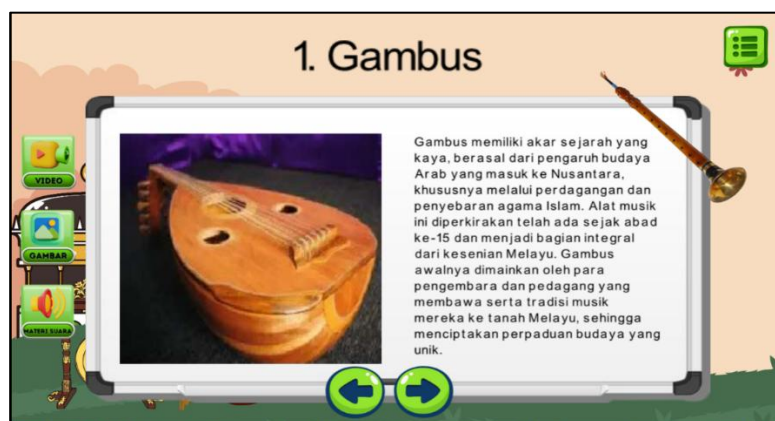 1. Gambus
VIDEO
GAMBAR
MATERI SUARA
Gambus memiliki akar sejarah yang
kaya, berasal dari pengaruh budaya
Arab yang masuk ke Nusantara,
khususnya melalui perdagangan dan
penyebaran agama Islam. Alat musik
ini diperkirakan telah ada sejak abad
ke-15 dan menjadi bagian integral
dari kesenian Melayu. Gambus
awalnya dimainkan oleh para
pengembara dan pedagang yang
membawa serta tradisi musik
mereka ke tanah Melayu, sehingga
menciptakan perpaduan budaya yang
unik.